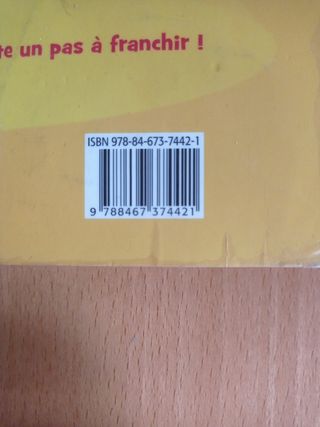 te un pas à franchir !
ISBN 978-84-673-7442-1
9 788467 374421